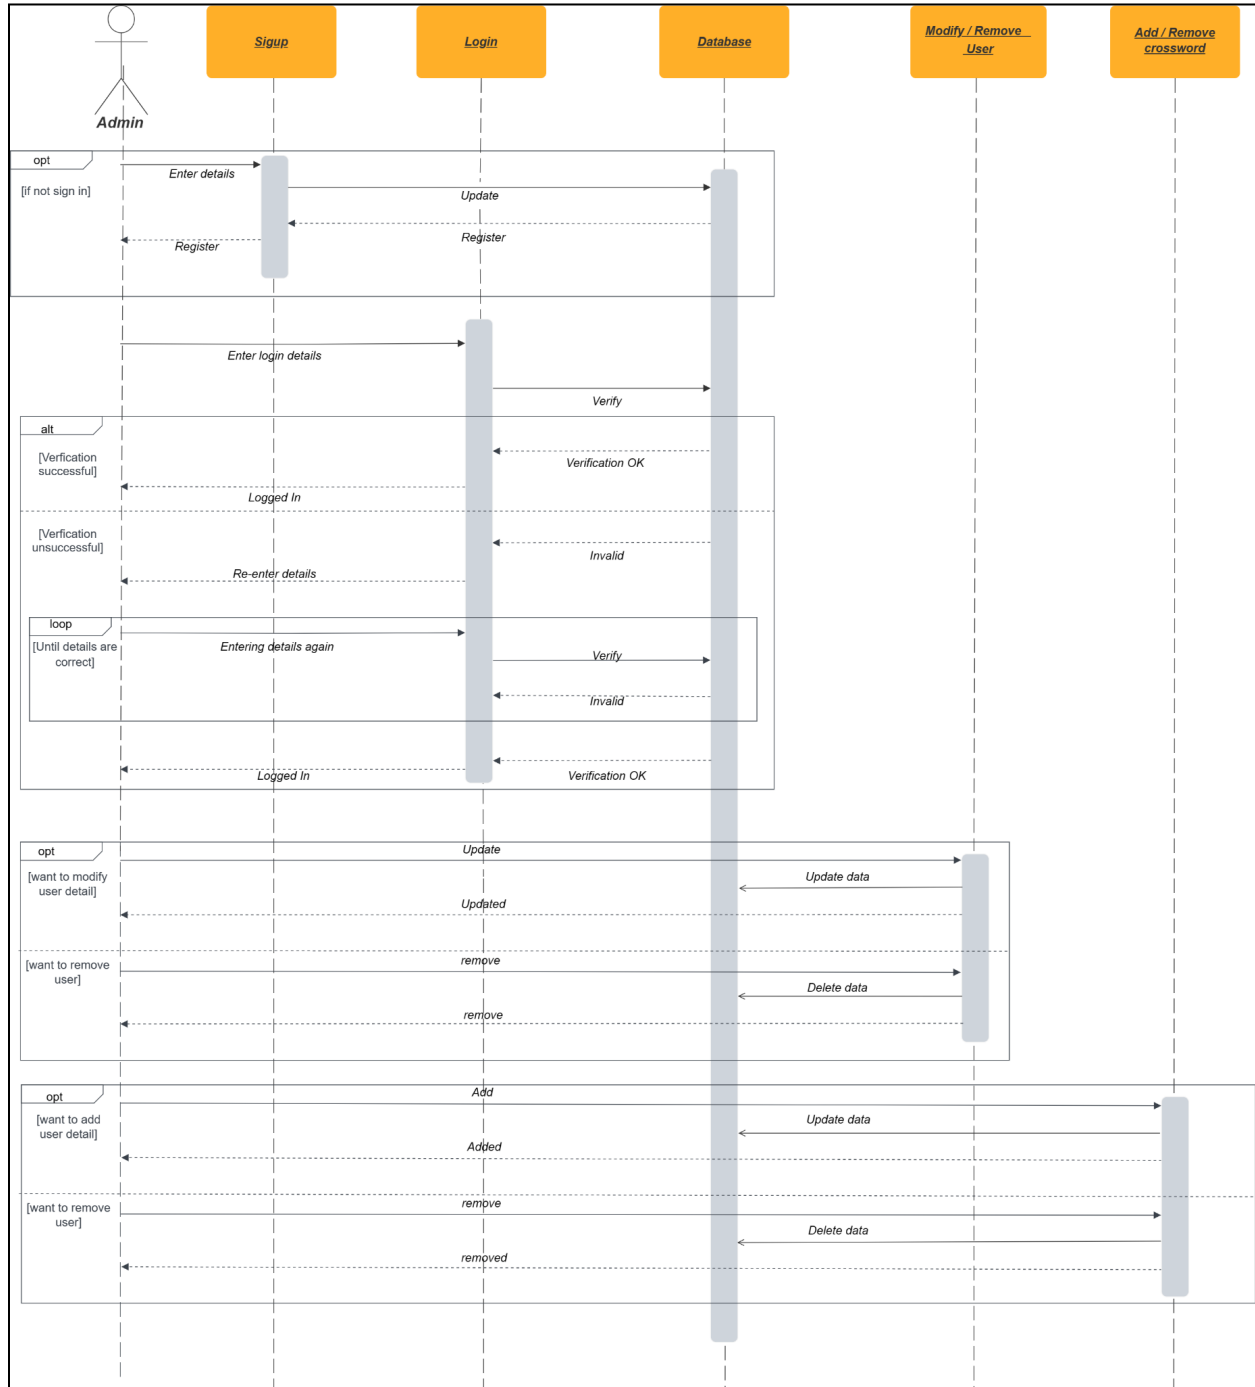 Sigup
Login
Database
Modify / Remove
User
Add / Remove
crossword
Admin
opt
[if not sign in]
Enter details
Update
Register
Register
Enter login details
Verify
alt
[Verfication
successful]
Verification OK
Logged In
[Verfication
unsuccessful]
Invalid
Re-enter details
loop
[Until details are
correct]
Entering details again
Verify
Invalid
Logged In
Verification OK
opt
[want to modify
user detail]
Update
Update data
Updated
[want to remove
user]
remove
Delete data
remove
opt
[want to add
user detail]
Add
Update data
Added
[want to remove
user]
remove
Delete data
removed